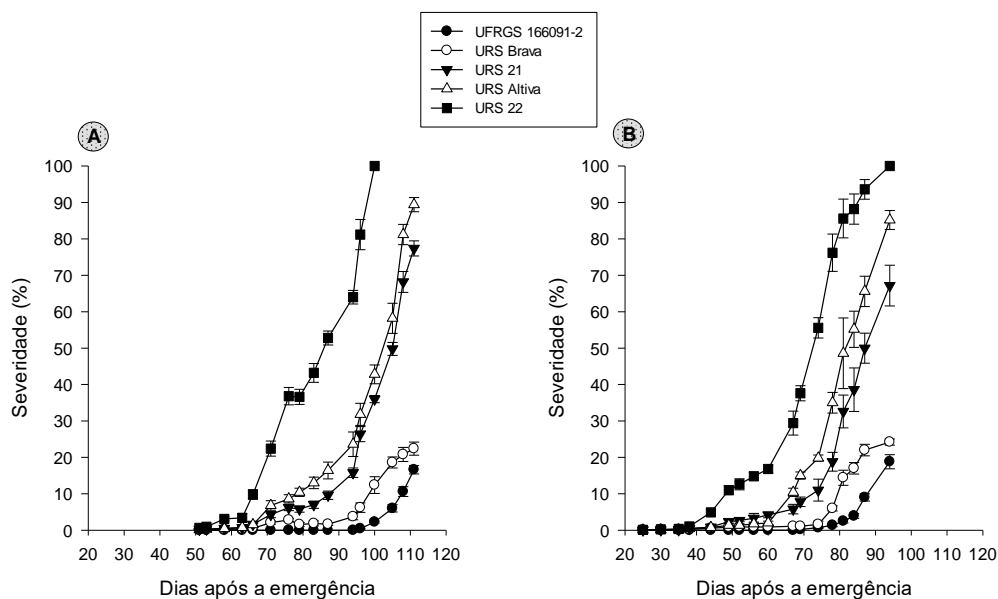 UFRGS 166091-2
URS Brava
URS 21
URS Altiva
URS 22
A
B
Severidade (%)
100
90
80
70
60
50
40
30
20
10
0
20 30 40 50 60 70 80 90 100 110 120
Dias após a emergência
Severidade (%)
100
90
80
70
60
50
40
30
20
10
0
20 30 40 50 60 70 80 90 100 110 120
Dias após a emergência